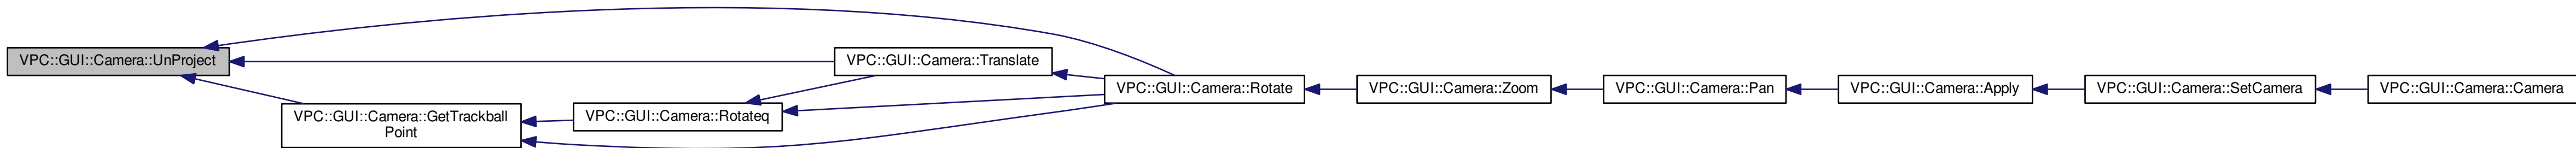 VPC::GUI::Camera::UnProject
VPC::GUI::Camera::GetTrackball
Point
VPC::GUI::Camera::Rotateq
VPC::GUI::Camera::Translate
VPC::GUI::Camera::Rotate
VPC::GUI::Camera::Zoom
VPC::GUI::Camera::Pan
VPC::GUI::Camera::Apply
VPC::GUI::Camera::SetCamera
VPC::GUI::Camera::Camera